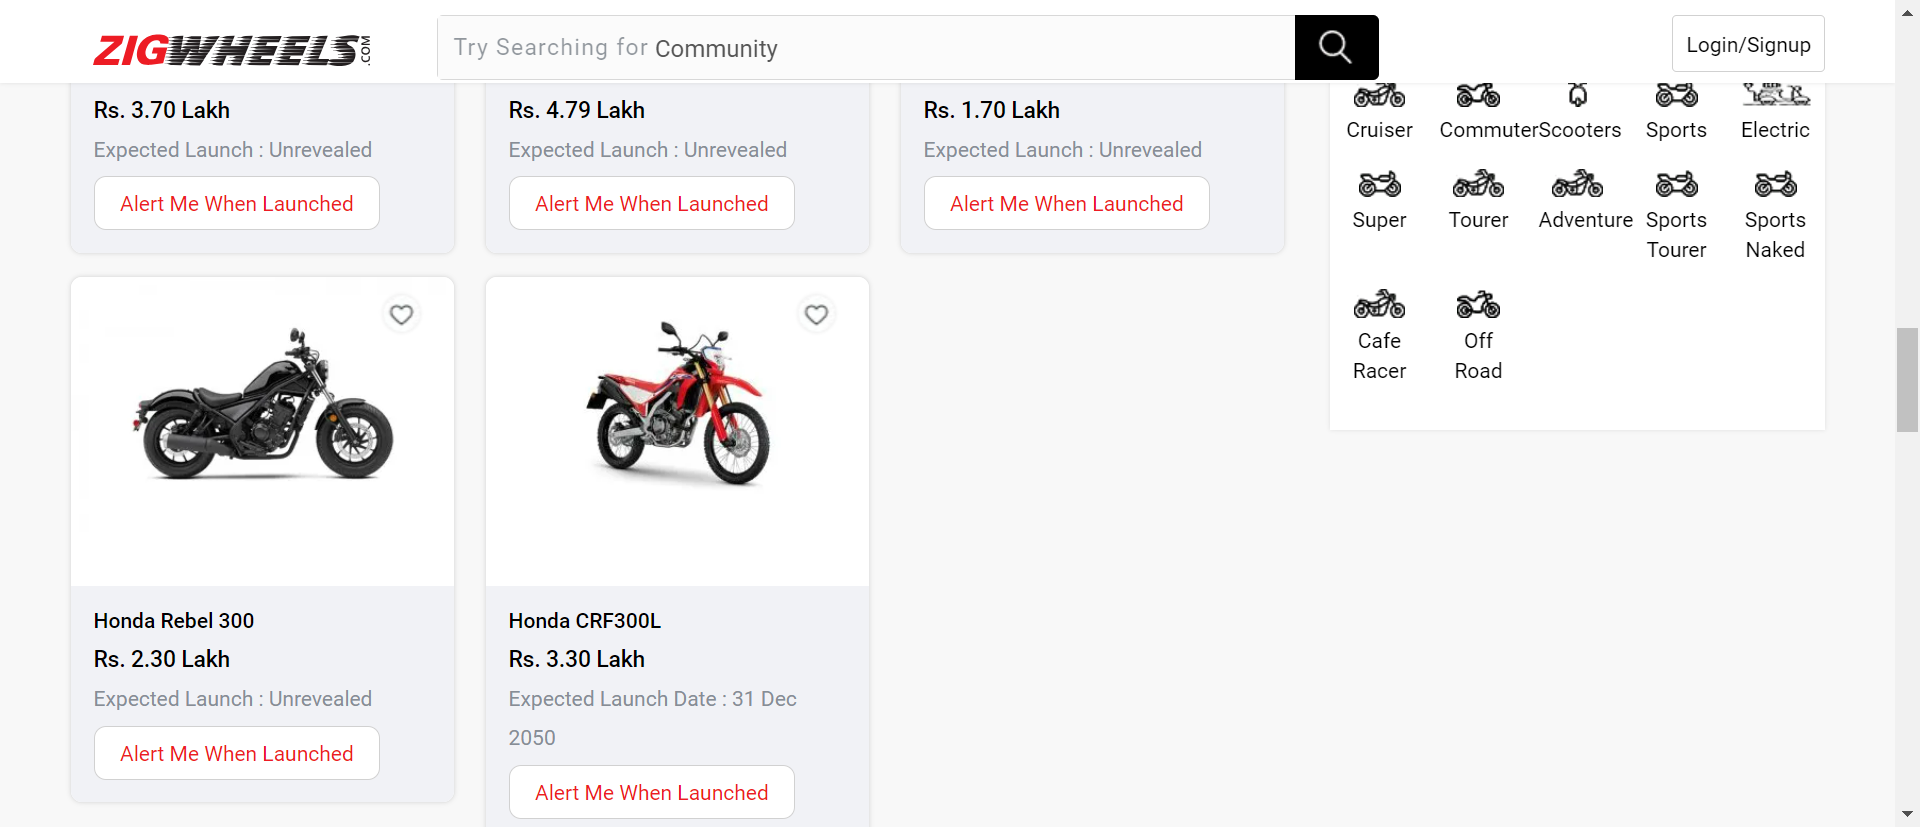 ZIGWHEELS.COM
Try Searching for Community
Login/Signup
Rs. 3.70 Lakh
Expected Launch : Unrevealed
Alert Me When Launched
Rs. 4.79 Lakh
Expected Launch : Unrevealed
Alert Me When Launched
Rs. 1.70 Lakh
Expected Launch : Unrevealed
Alert Me When Launched
Cruiser
Commuter
Scooters
Sports
Electric
Super
Tourer
Adventure
Sports
Tourer
Sports
Naked
Cafe
Racer
Off
Road
Honda Rebel 300
Rs. 2.30 Lakh
Expected Launch : Unrevealed
Alert Me When Launched
Honda CRF300L
Rs. 3.30 Lakh
Expected Launch Date : 31 Dec
2050
Alert Me When Launched